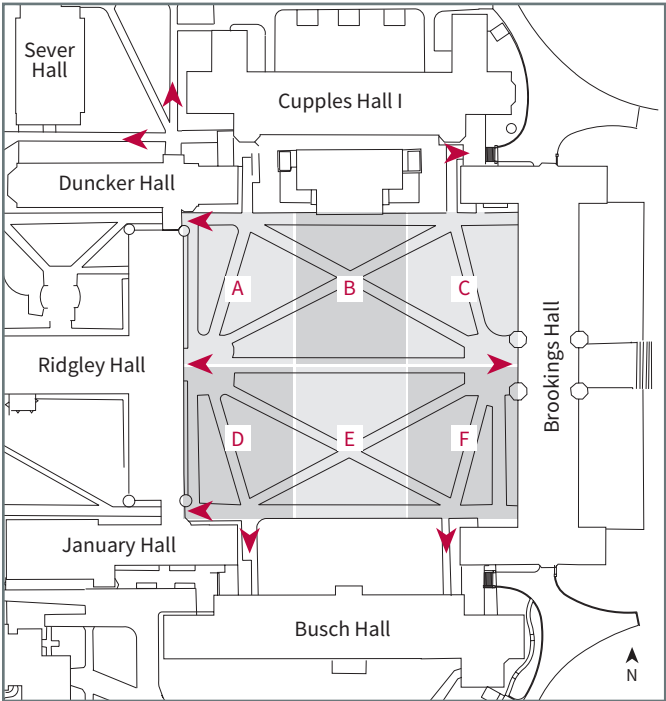 Sever
Hall
Cupples Hall I
Duncker Hall
A
B
C
Ridgley Hall
Brookings Hall
D
E
F
January Hall
Busch Hall
N